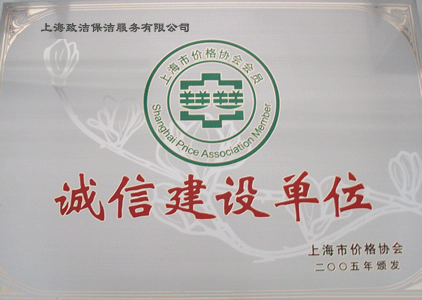 上海致洁保洁服务有限公司
上海市价格协会会员
Shanghai Price Association Member
诚信建设单位
上海市价格协会
二〇〇五年颁发